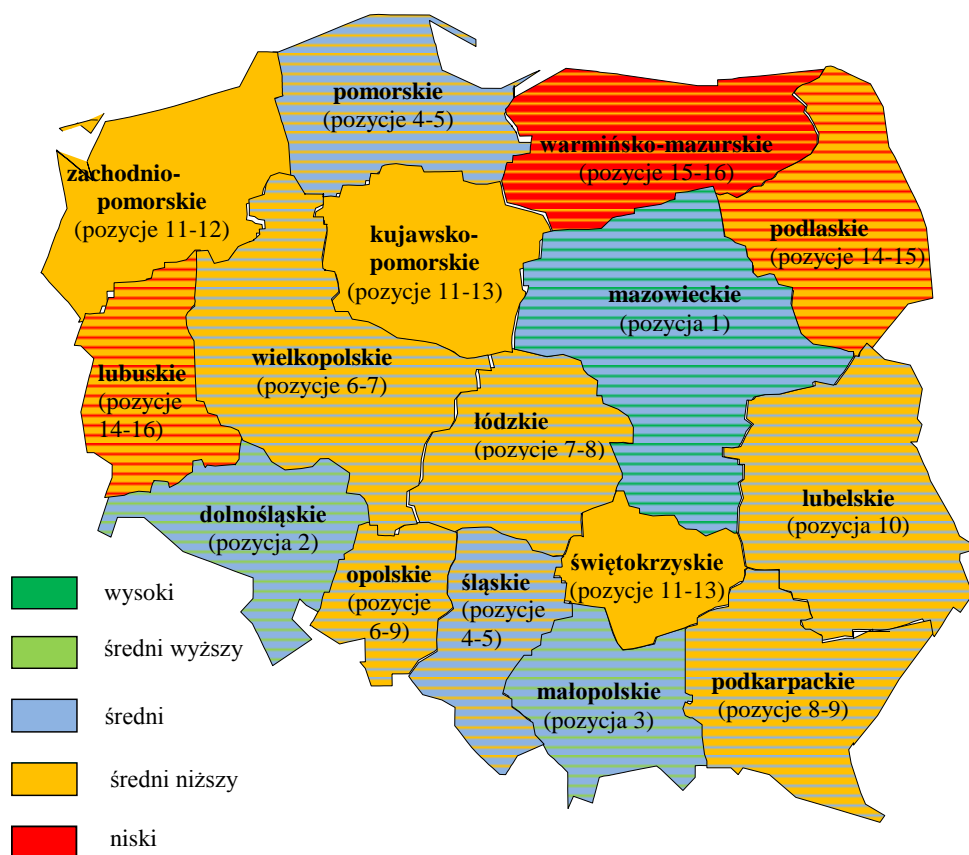 pomorskie
(pozycje 4-5)
warmińsko-mazurskie
(pozycje 15-16)
zachodnio-
pomorskie
(pozycje 11-12)
podlaskie
(pozycje 14-15)
kujawsko-
pomorskie
(pozycje 11-13)
mazowieckie
(pozycja 1)
wielkopolskie
(pozycje 6-7)
lubuskie
(pozycje
14-16)
łódzkie
(pozycje 7-8)
lubelskie
(pozycja 10)
dolnośląskie
(pozycja 2)
opolskie
(pozycje
6-9)
śląskie
(pozycje
4-5)
świętokrzyskie
(pozycje 11-13)
małopolskie
(pozycja 3)
podkarpackie
(pozycje 8-9)
wysoki
średni wyższy
średni
średni niższy
niski